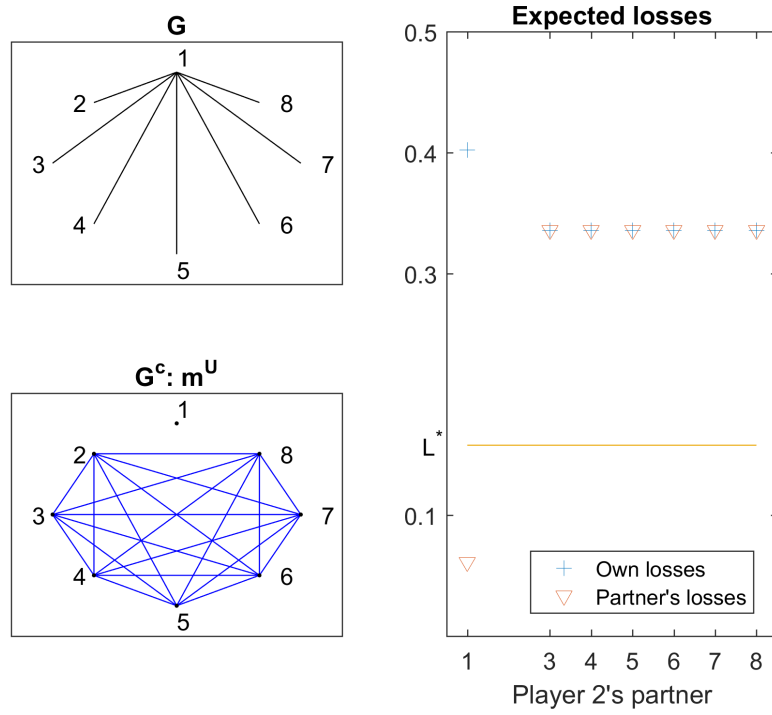 G
1
2
8
3
7
4
6
5
G^c: m^U
1
2
8
3
7
4
6
5
Expected losses
0.5
0.4
0.3
L*
0.1
Own losses
Partner's losses
1 3 4 5 6 7 8
Player 2's partner